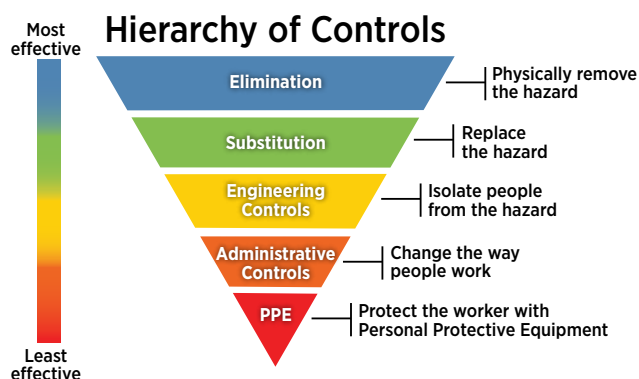 Hierarchy of Controls
Most
effective
Elimination
Physically remove
the hazard
Substitution
Replace
the hazard
Engineering
Controls
Isolate people
from the hazard
Administrative
Controls
Change the way
people work
PPE
Protect the worker with
Personal Protective Equipment
Least
effective